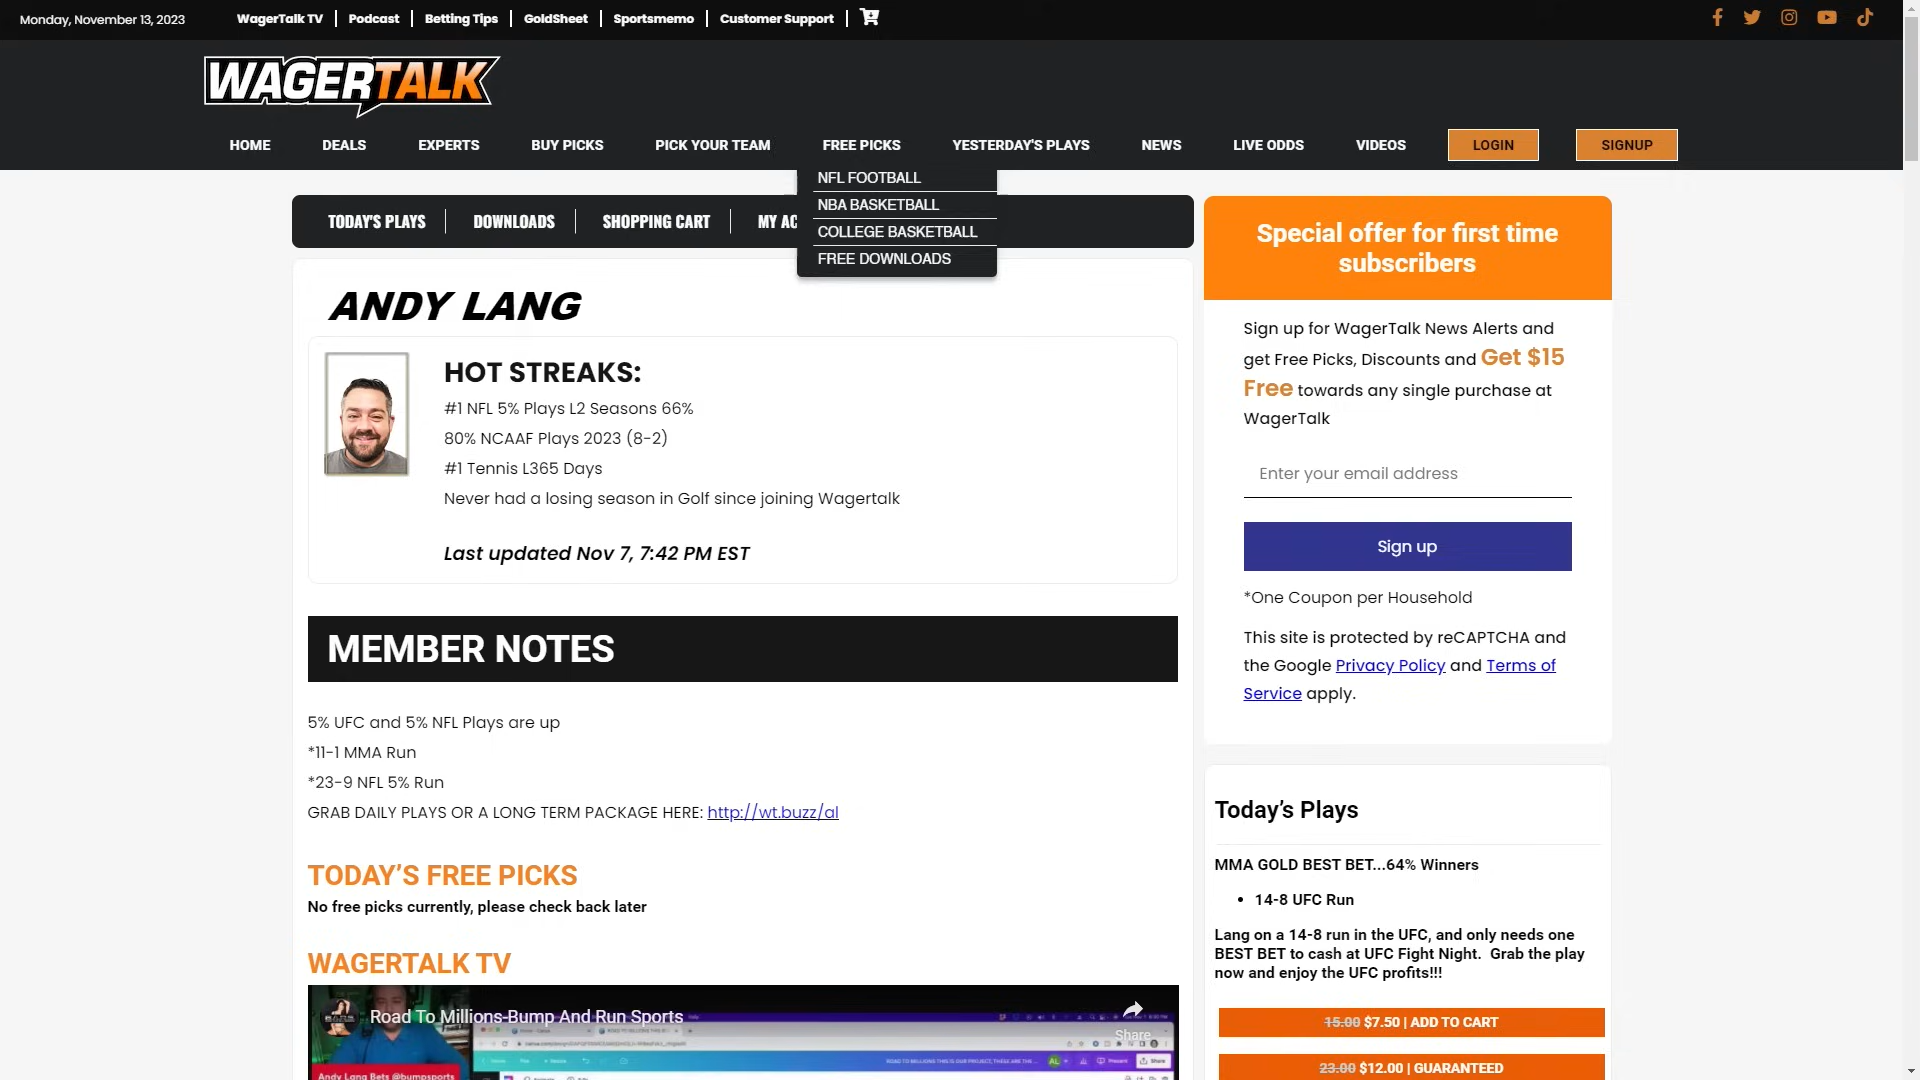 Monday, November 13, 2023
WagerTalk TV
Podcast
Betting Tips
GoldSheet
Sportsmemo
Customer Support
WAGERTALK
HOME
DEALS
EXPERTS
BUY PICKS
PICK YOUR TEAM
FREE PICKS
YESTERDAY'S PLAYS
NEWS
LIVE ODDS
VIDEOS
LOGIN
SIGNUP
NFL FOOTBALL
NBA BASKETBALL
COLLEGE BASKETBALL
FREE DOWNLOADS
TODAY'S PLAYS
DOWNLOADS
SHOPPING CART
MY AC
ANDY LANG
HOT STREAKS:
#1 NFL 5% Plays L2 Seasons 66%
80% NCAAF Plays 2023 (8-2)
#1 Tennis L365 Days
Never had a losing season in Golf since joining Wagertalk
Last updated Nov 7, 7:42 PM EST
MEMBER NOTES
5% UFC and 5% NFL Plays are up
*11-1 MMA Run
*23-9 NFL 5% Run
GRAB DAILY PLAYS OR A LONG TERM PACKAGE HERE: http://wt.buzz/al
TODAY’S FREE PICKS
No free picks currently, please check back later
WAGERTALK TV
Road To Millions-Bump And Run Sports
Share
Andy Lang Bets @bumpsports
Special offer for first time
subscribers
Sign up for WagerTalk News Alerts and
get Free Picks, Discounts and Get $15
Free towards any single purchase at
WagerTalk
Enter your email address
Sign up
*One Coupon per Household
This site is protected by reCAPTCHA and
the Google Privacy Policy and Terms of
Service apply.
Today’s Plays
MMA GOLD BEST BET...64% Winners
• 14-8 UFC Run
Lang on a 14-8 run in the UFC, and only needs one
BEST BET to cash at UFC Fight Night.  Grab the play
now and enjoy the UFC profits!!!
15.00 $7.50 | ADD TO CART
23.00 $12.00 | GUARANTEED